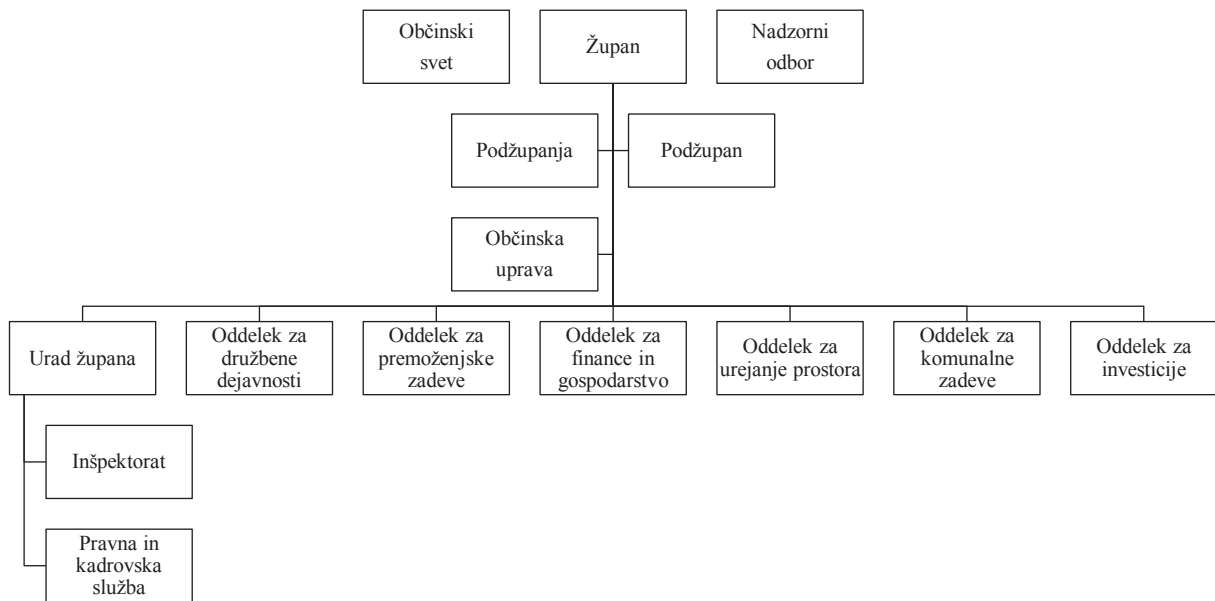 Občinski
svet
Župan
Nadzorni
odbor
Podžupanja
Podžupan
Občinska
uprava
Urad župana
Oddelek za
družbene
dejavnosti
Oddelek za
premoženjske
zadeve
Oddelek za
finance in
gospodarstvo
Oddelek za
urejanje prostora
Oddelek za
komunalne
zadeve
Oddelek za
investicije
Inšpektorat
Pravna in
kadrovska
služba